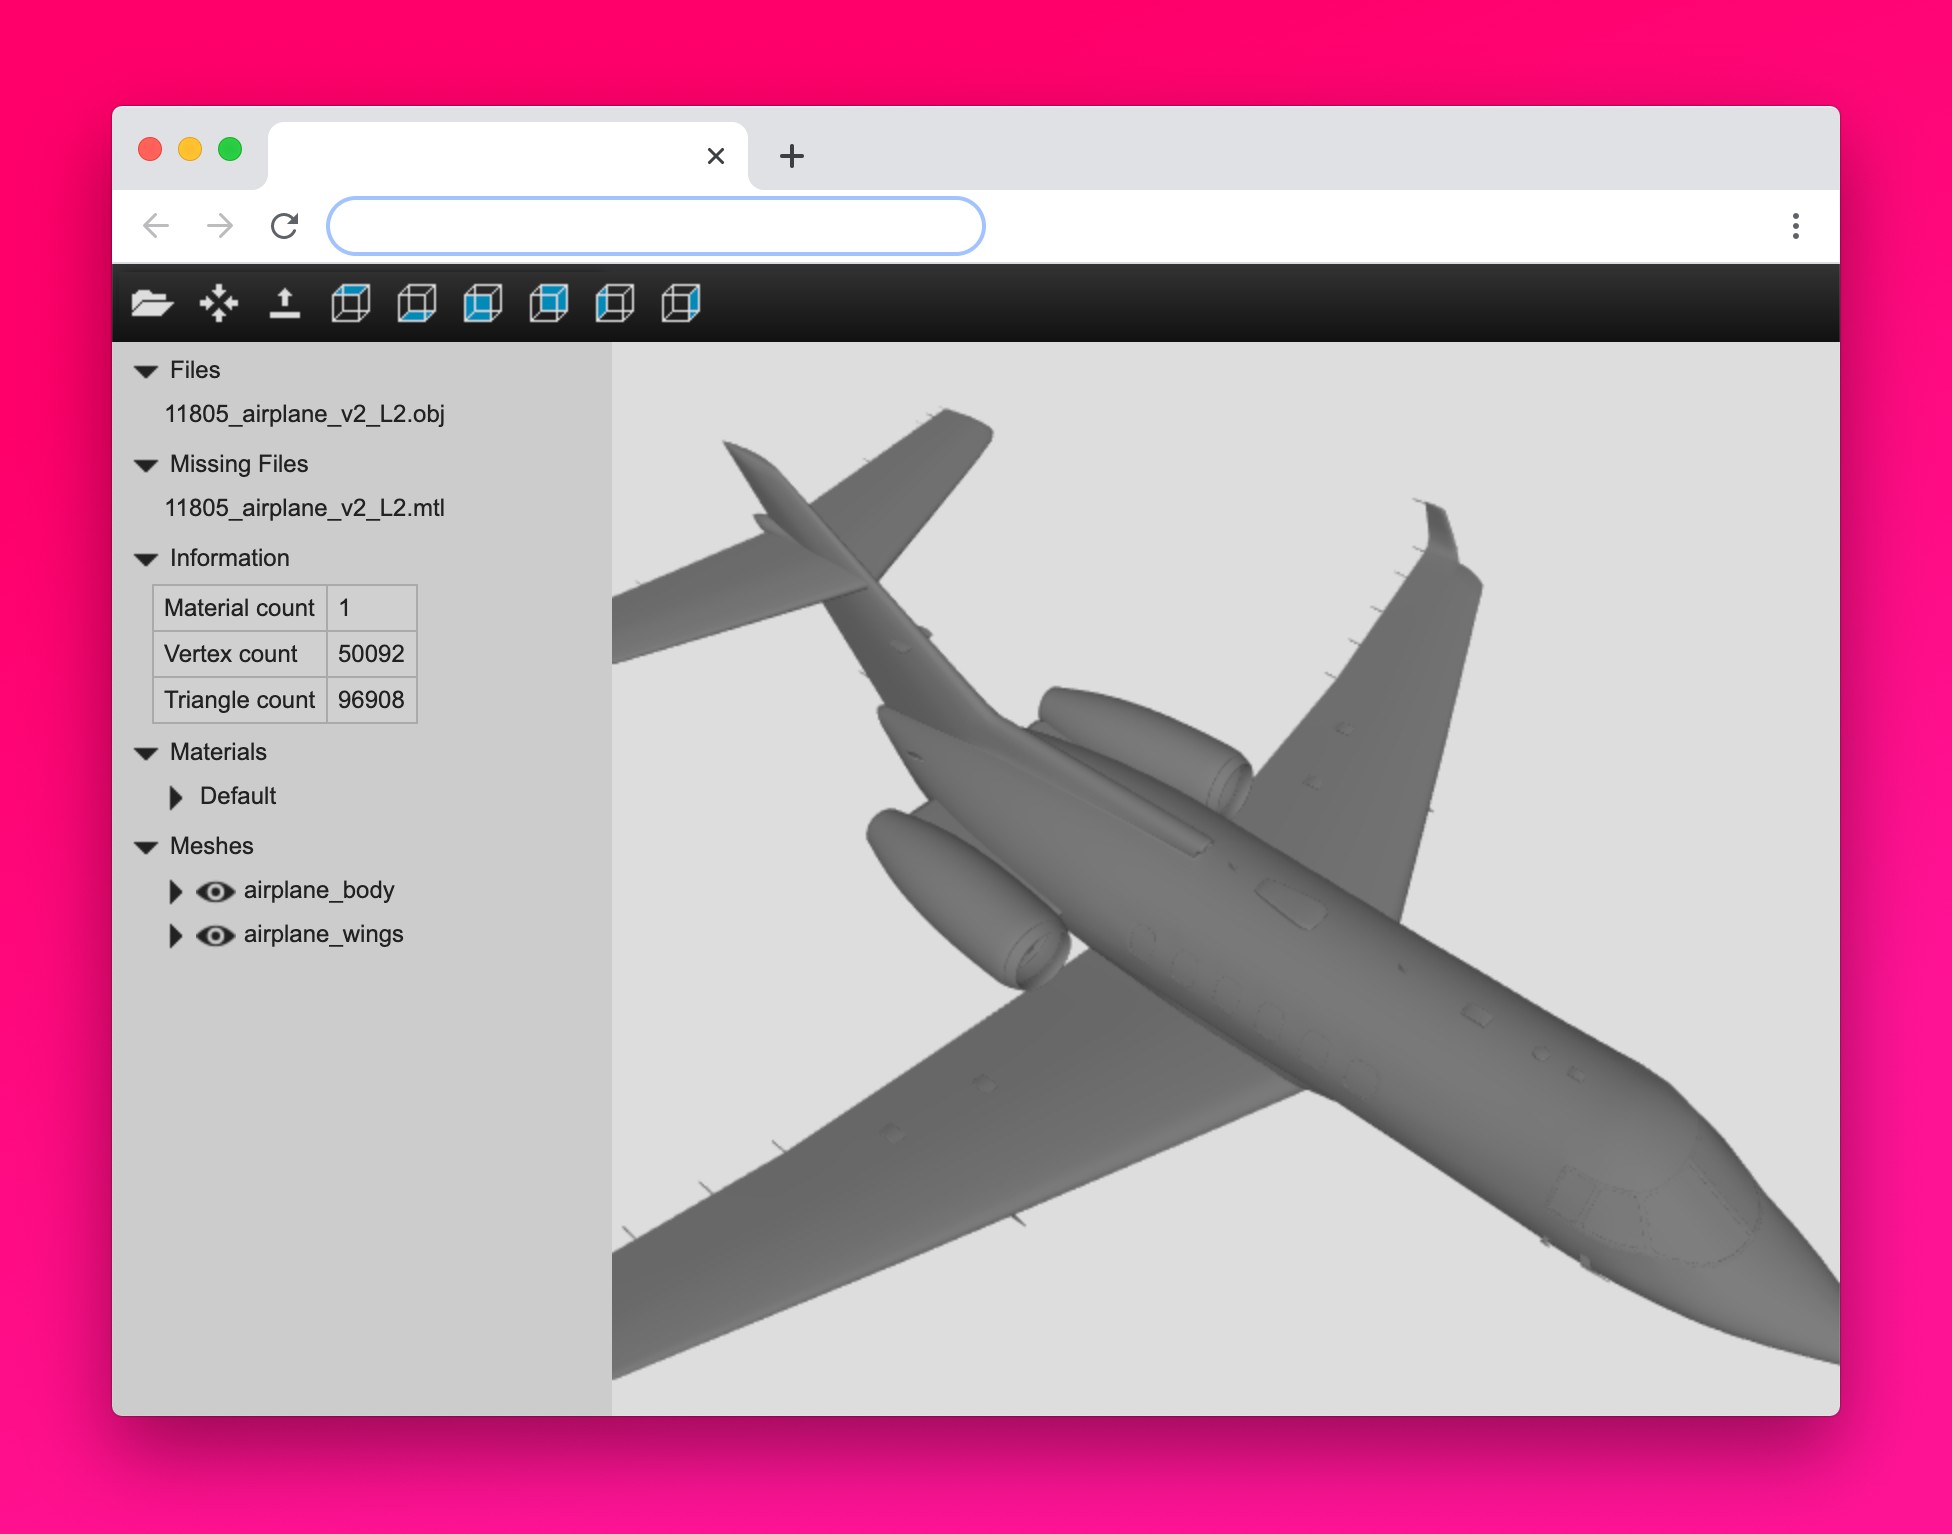 Files
11805_airplane_v2_L2.obj
Missing Files
11805_airplane_v2_L2.mtl
Information
Material count 1
Vertex count 50092
Triangle count 96908
Materials
Default
Meshes
airplane_body
airplane_wings